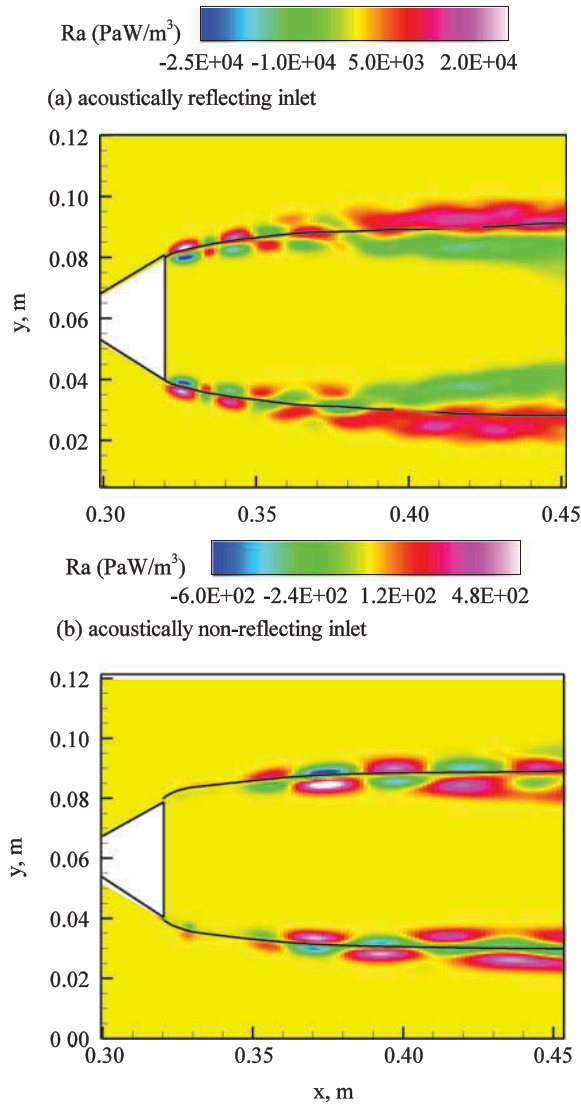 Ra (PaW/m³)
-2.5E+04 -1.0E+04 5.0E+03 2.0E+04
(a) acoustically reflecting inlet
0.12
0.10
0.08
0.06
0.04
0.02
y, m
0.30 0.35 0.40 0.45
Ra (PaW/m³)
-6.0E+02 -2.4E+02 1.2E+02 4.8E+02
(b) acoustically non-reflecting inlet
0.12
0.10
0.08
0.06
0.04
0.02
0 00
y, m
0.30 0.35 0.40 0.45
x, m